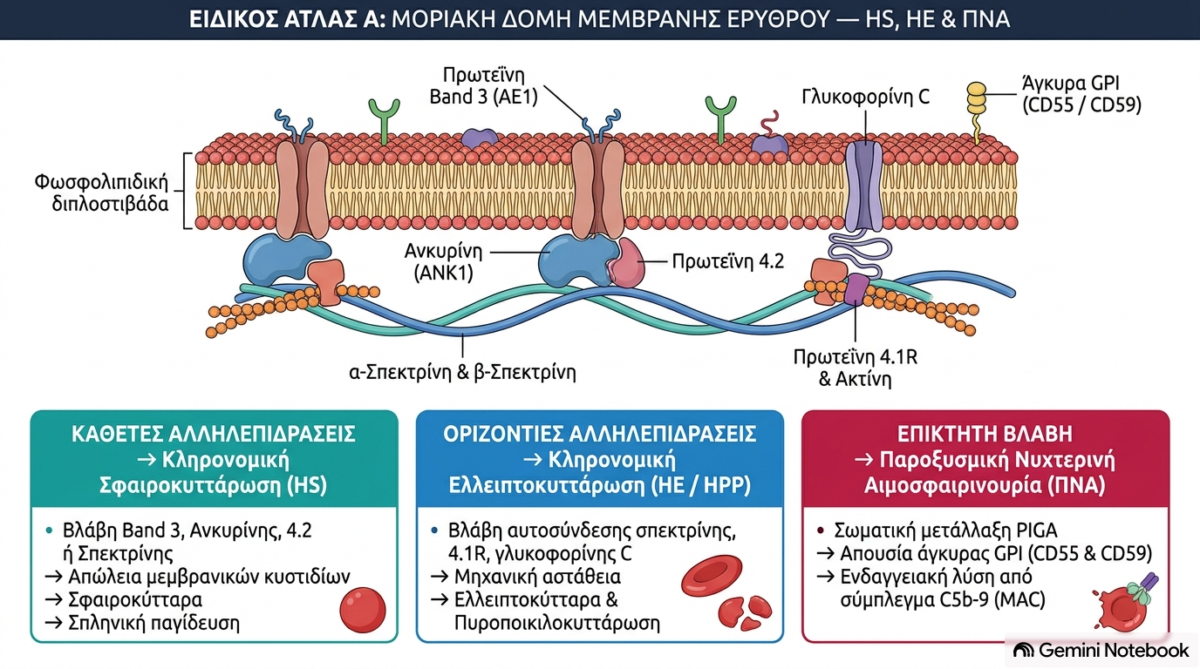 ΕΙΔΙΚΟΣ ΑΤΛΑΣ Α: ΜΟΡΙΑΚΗ ΔΟΜΗ ΜΕΜΒΡΑΝΗΣ ΕΡΥΘΡΟΥ — HS, HE & ΠΝΑ
Πρωτεΐνη
Band 3 (AE1)
Γλυκοφορίνη C
Άγκυρα GPI
(CD55 / CD59)
Φωσφολιπιδική
διπλοστιβάδα
Ανκυρίνη
(ANK1)
Πρωτεΐνη 4.2
α-Σπεκτρίνη & β-Σπεκτρίνη
Πρωτεΐνη 4.1R
& Ακτίνη
ΚΑΘΕΤΕΣ ΑΛΛΗΛΕΠΙΔΡΑΣΕΙΣ
→ Κληρονομική
Σφαιροκυττάρωση (HS)
• Βλάβη Band 3, Ανκυρίνης, 4.2
ή Σπεκτρίνης
→ Απώλεια μεμβρανικών κυστιδίων
→ Σφαιροκύτταρα
→ Σπληνική παγίδευση
ΟΡΙΖΟΝΤΙΕΣ ΑΛΛΗΛΕΠΙΔΡΑΣΕΙΣ
→ Κληρονομική
Ελλειπτοκυττάρωση (HE / HPP)
• Βλάβη αυτοσύνδεσης σπεκτρίνης,
4.1R, γλυκοφορίνης C
→ Μηχανική αστάθεια
→ Ελλειπτοκύτταρα &
Πυροποικιλοκυττάρωση
ΕΠΙΚΤΗΤΗ ΒΛΑΒΗ
→ Παροξυσμική Νυχτερινή
Αιμοσφαιρινουρία (ΠΝΑ)
• Σωματική μετάλλαξη PIGA
→ Απουσία άγκυρας GPI (CD55 & CD59)
→ Ενδαγγειακή λύση από
σύμπλεγμα C5b-9 (MAC)
Gemini Notebook